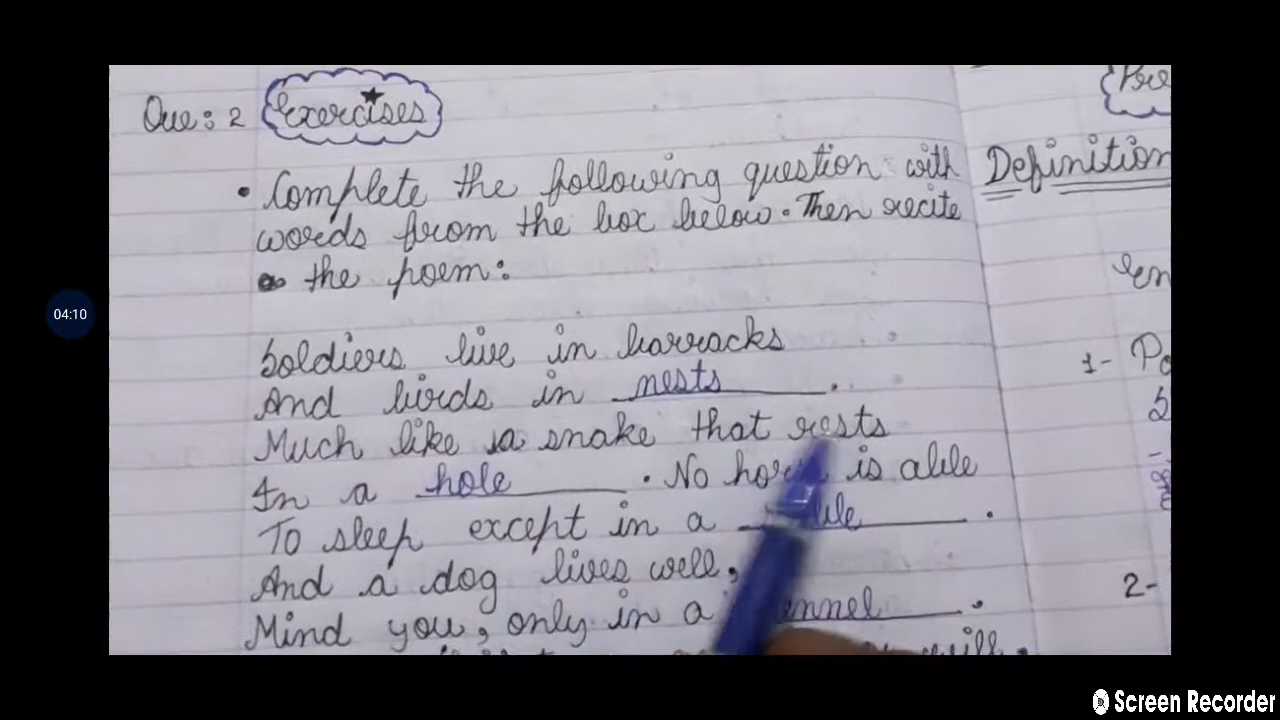 Que: 2 Exercises
• Complete the following question with
words from the box below. Then recite
the poem:
Soldiers live in barracks
And birds in nests.
Much like a snake that rests
In a hole. No is able
To sleep except in a .
And a dog lives well,
Mind you, only in a .
will.
Definition
1-
2-
04:10
Screen Recorder